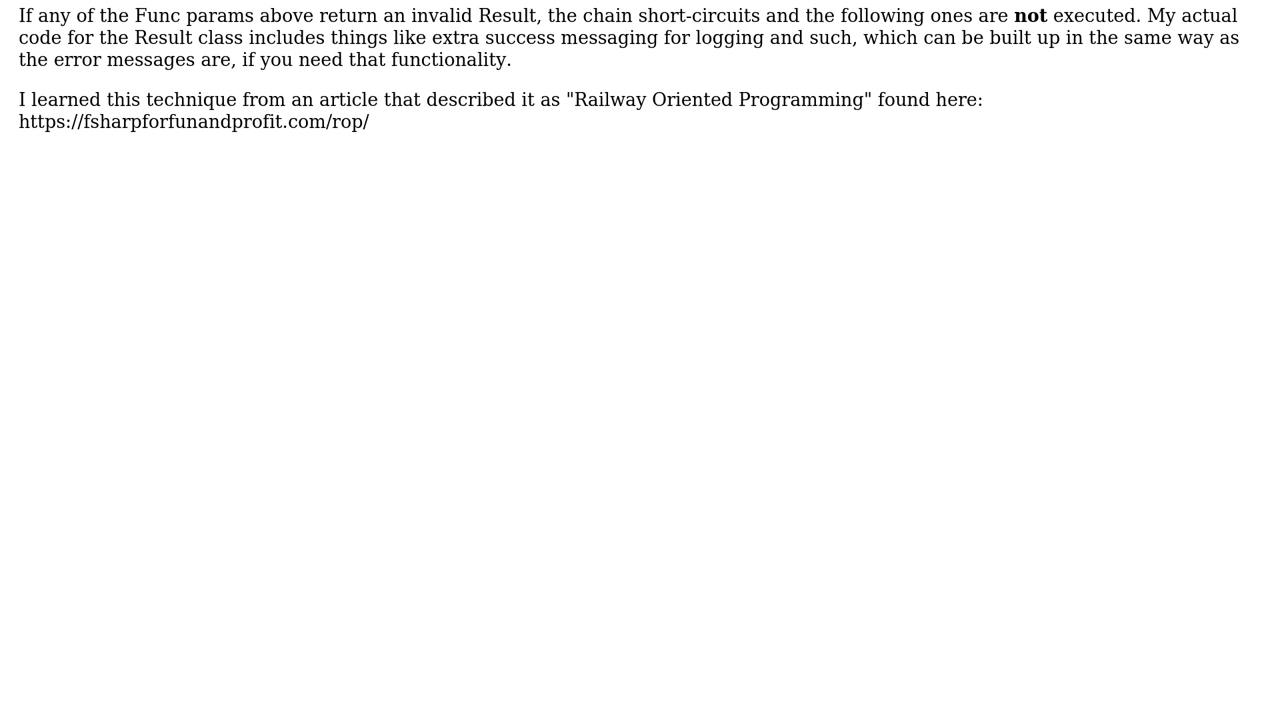 If any of the Func params above return an invalid Result, the chain short-circuits and the following ones are not executed. My actual
code for the Result class includes things like extra success messaging for logging and such, which can be built up in the same way as
the error messages are, if you need that functionality.
I learned this technique from an article that described it as "Railway Oriented Programming" found here:
https://fsharpforfunandprofit.com/rop/